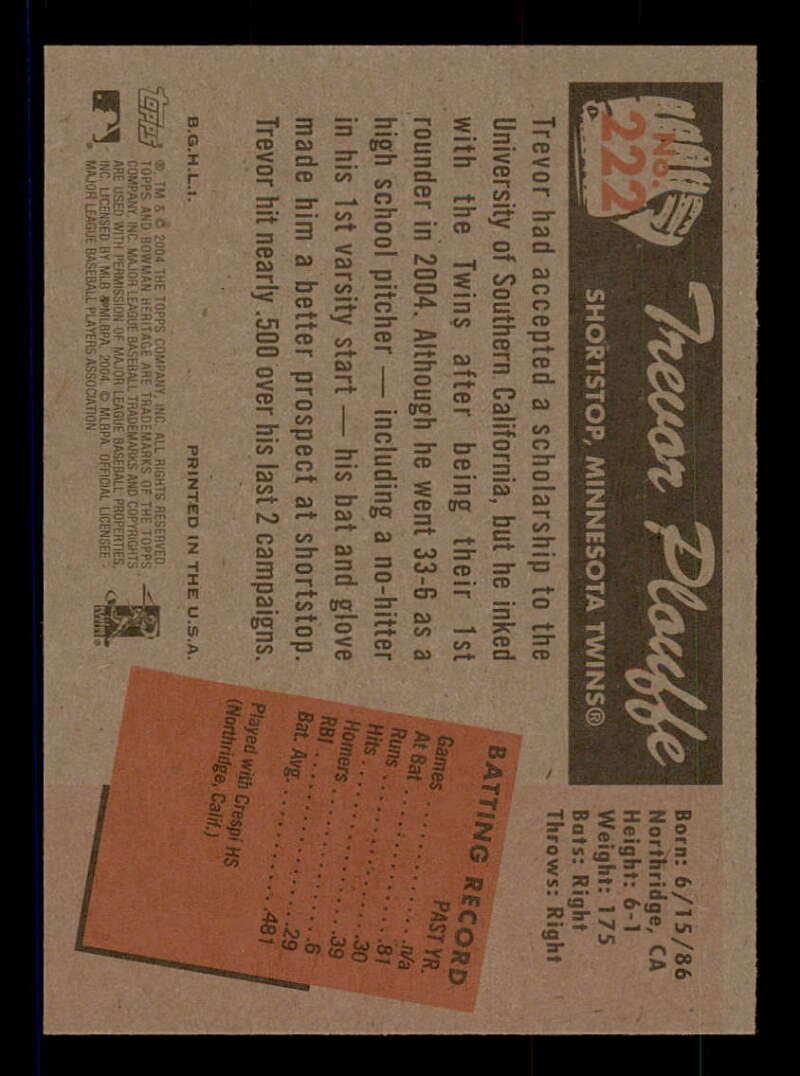 No.
222
Trevor Plouffe
SHORTSTOP, MINNESOTA TWINS®
Born: 6/15/86
Northridge, CA
Height: 6-1
Weight: 175
Bats: Right
Throws: Right
Trevor had accepted a scholarship to the
University of Southern California, but he inked
with the Twins after being their 1st
rounder in 2004. Although he went 33-6 as a
high school pitcher — including a no-hitter
in his 1st varsity start — his bat and glove
made him a better prospect at shortstop.
Trevor hit nearly .500 over his last 2 campaigns.
BATTING RECORD
PAST YR.
Games . . . . . . . . . . . .n/a
At Bat . . . . . . . . . . . . .81
Runs . . . . . . . . . . . . . .30
Hits . . . . . . . . . . . . . . .39
Homers . . . . . . . . . . . . .6
RBI . . . . . . . . . . . . . . .29
Bat. Avg. . . . . . . . . . . .481
Played with Crespi HS
(Northridge, Calif.)
B.G.H.L.I. PRINTED IN THE U.S.A.
topps
®, TM & © 2004 THE TOPPS COMPANY, INC. ALL RIGHTS RESERVED.
TOPPS AND BOWMAN HERITAGE ARE TRADEMARKS OF THE TOPPS
COMPANY, INC. MAJOR LEAGUE BASEBALL TRADEMARKS AND COPYRIGHTS
ARE USED WITH PERMISSION OF MAJOR LEAGUE BASEBALL PROPERTIES,
INC. LICENSED BY MLB PMLBPA, 2004. © MLBPA OFFICIAL LICENSEE -
MAJOR LEAGUE BASEBALL PLAYERS ASSOCIATION